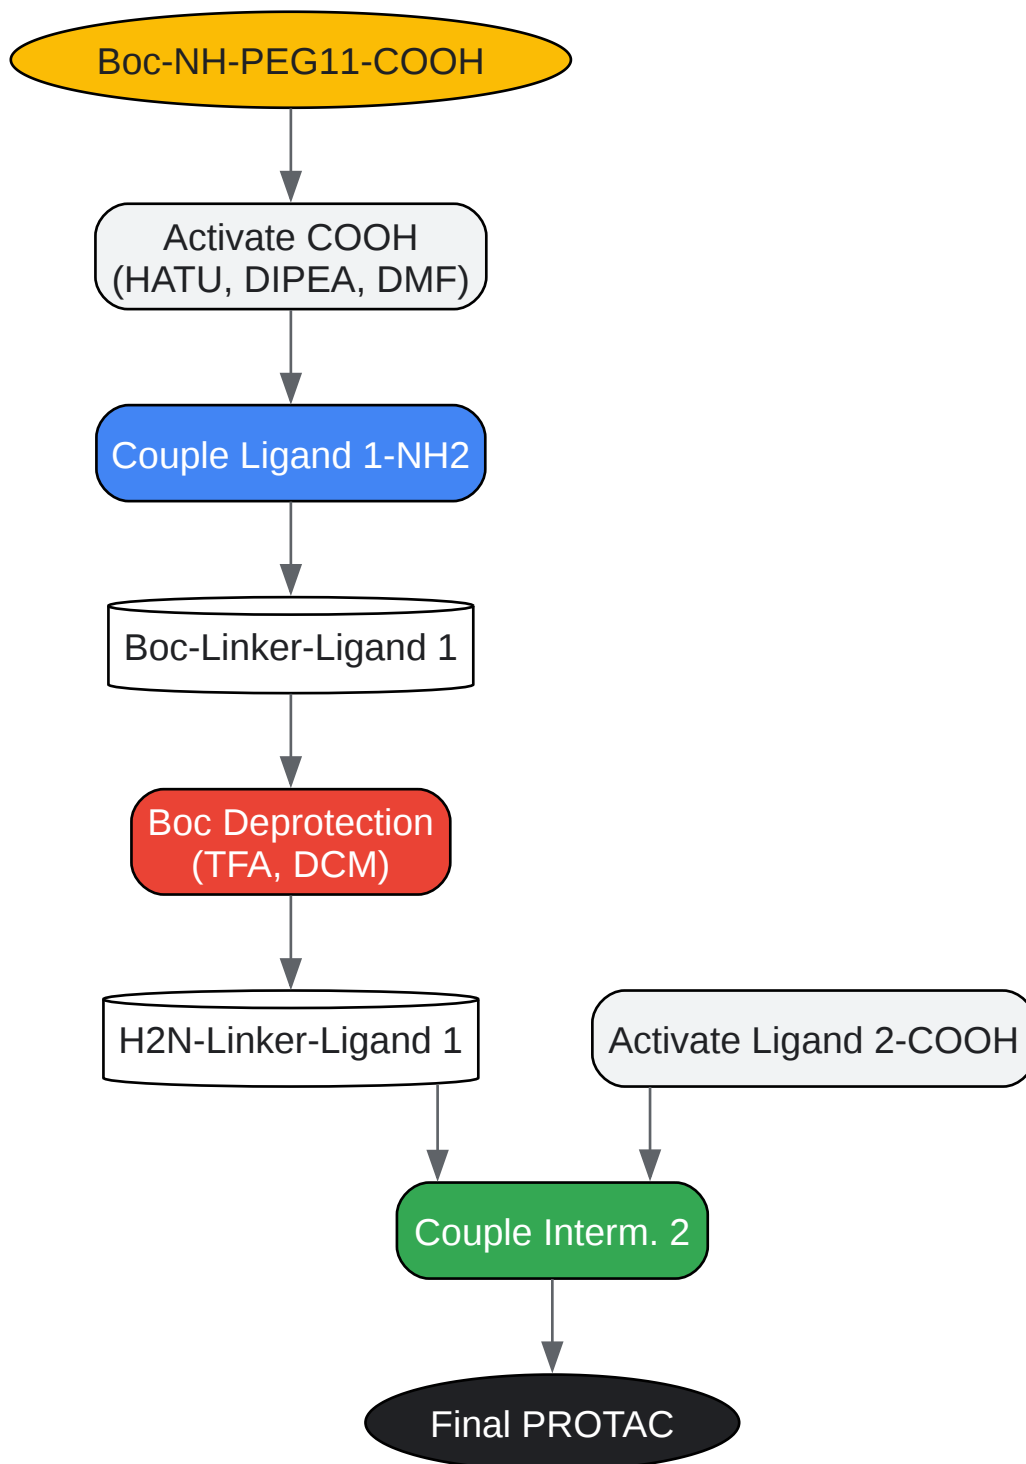 Boc-NH-PEG11-COOH
Activate COOH
(HATU, DIPEA, DMF)
Couple Ligand 1-NH2
Boc-Linker-Ligand 1
Boc Deprotection
(TFA, DCM)
H2N-Linker-Ligand 1
Activate Ligand 2-COOH
Couple Interm. 2
Final PROTAC